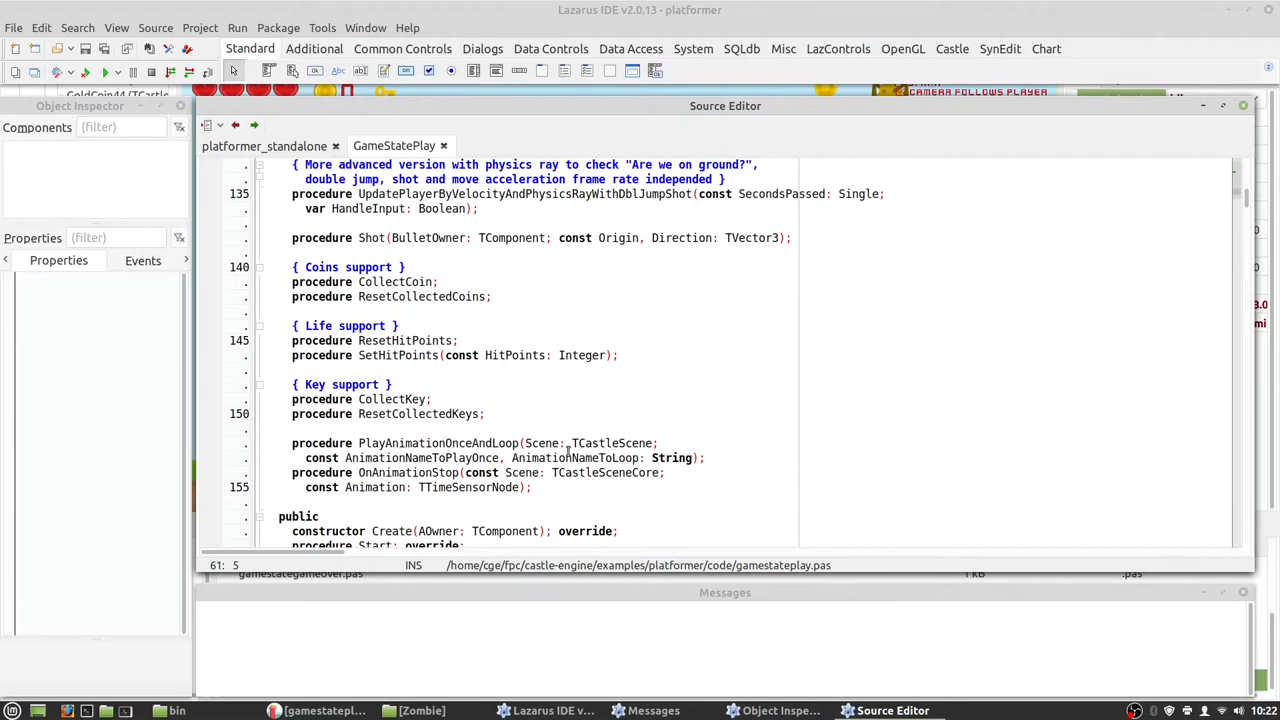 Lazarus IDE v2.0.13 - platformer
File Edit Search View Source Project Run Package Tools Window Help
Standard Additional Common Controls Dialogs Data Controls Data Access System SQLdb Misc LazControls OpenGL Castle SynEdit Chart
GoldCoin44 (TCastle
CAMERA FOLLOWS PLAYER
Object Inspector
Source Editor
Components (filter)
platformer_standalone GameStatePlay
{ More advanced version with physics ray to check "Are we on ground?",
double jump, shot and move acceleration frame rate independent }
135 procedure UpdatePlayerByVelocityAndPhysicsRayWithDblJumpShot(const SecondsPassed: Single;
var HandleInput: Boolean);
procedure Shot(BulletOwner: TComponent; const Origin, Direction: TVector3);
Properties (filter)
Properties Events
140 { Coins support }
procedure CollectCoin;
procedure ResetCollectedCoins;
{ Life support }
145 procedure ResetHitPoints;
procedure SetHitPoints(const HitPoints: Integer);
{ Key support }
procedure CollectKey;
150 procedure ResetCollectedKeys;
procedure PlayAnimationOnceAndLoop(Scene: TCastleScene;
const AnimationNameToPlayOnce, AnimationNameToLoop: String);
procedure OnAnimationStop(const Scene: TCastleSceneCore;
155 const Animation: TTimeSensorNode);
public
constructor Create(AOwner: TComponent); override;
procedure Start; override;
61: 5 INS /home/cge/fpc/castle-engine/examples/platformer/code/gamestateplay.pas
gamestategameover.pas 1 kB .pas
Messages
bin [gamestatepl... [Zombie] Lazarus IDE v... Messages Object Inspe... Source Editor 10:22